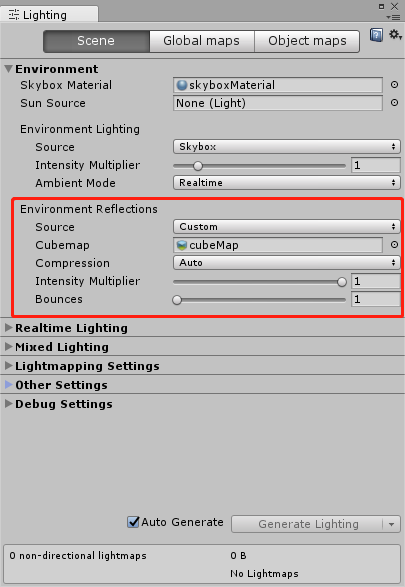 Lighting
Scene Global maps Object maps
Environment
Skybox Material skyboxMaterial
Sun Source None (Light)
Environment Lighting
Source Skybox
Intensity Multiplier 1
Ambient Mode Realtime
Environment Reflections
Source Custom
Cubemap cubeMap
Compression Auto
Intensity Multiplier 1
Bounces 1
Realtime Lighting
Mixed Lighting
Lightmapping Settings
Other Settings
Debug Settings
Auto Generate Generate Lighting
0 non-directional lightmaps 0 B
No Lightmaps